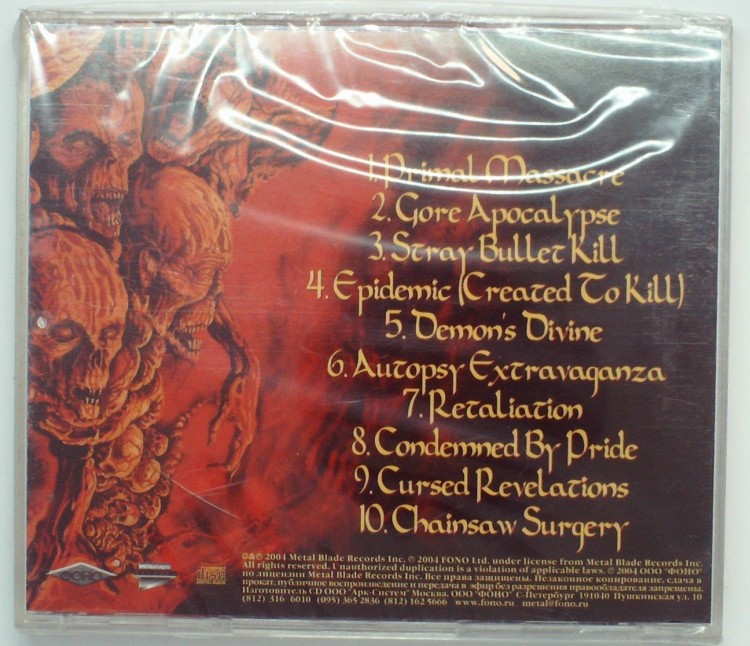 1. Primal Massacre
2. Gore Apocalypse
3. Stray Bullet Kill
4. Epidemic (Created To Kill)
5. Demon's Divine
6. Autopsy Extravaganza
7. Retaliation
8. Condemned By Pride
9. Cursed Revelations
10. Chainsaw Surgery
©&℗ 2004 Metal Blade Records Inc. ℗ 2004 FONO Ltd. under license from Metal Blade Records Inc.
All rights reserved. Unauthorized duplication is a violation of applicable laws. ℗ 2004 ООО "ФОНО"
по лицензии Metal Blade Records Inc. Все права защищены. Незаконное копирование, сдача в
прокат, публичное воспроизведение и передача в эфир без разрешения правообладателя запрещены.
Изготовитель CD ООО "Арк-Систем" Москва. ООО "ФОНО" С-Петербург 191040 Пушкинская ул. 10
(812) 316 6010 (095) 365 2836 (812) 162 5666 www.fono.ru metal@fono.ru